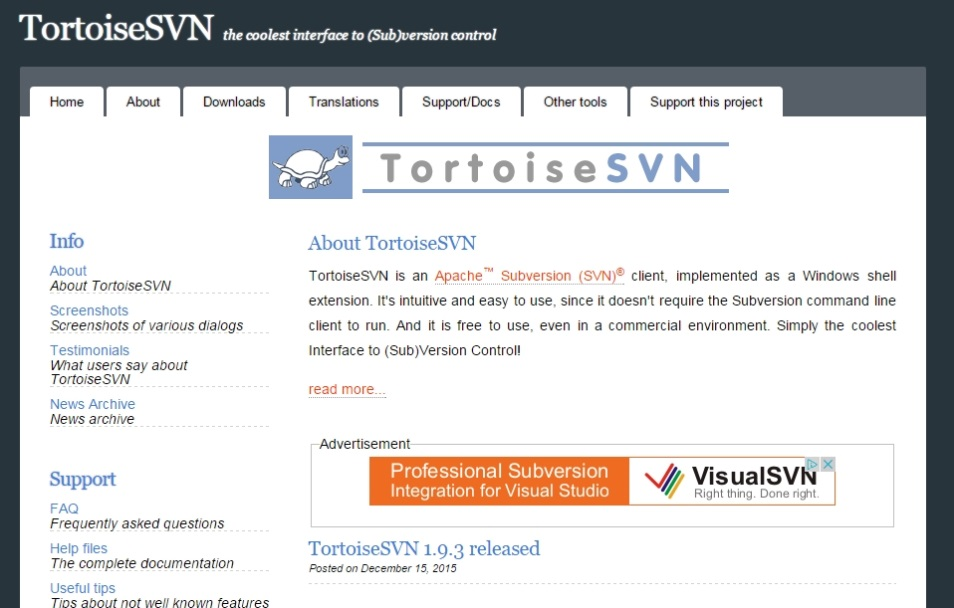 TortoiseSVN the coolest interface to (Sub)version control
Home About Downloads Translations Support/Docs Other tools Support this project
TortoiseSVN
Info
About
About TortoiseSVN
Screenshots
Screenshots of various dialogs
Testimonials
What users say about
TortoiseSVN
News Archive
News archive
Support
FAQ
Frequently asked questions
Help files
The complete documentation
Useful tips
Tips about not well known features
About TortoiseSVN
TortoiseSVN is an Apache™ Subversion (SVN)® client, implemented as a Windows shell
extension. It's intuitive and easy to use, since it doesn't require the Subversion command line
client to run. And it is free to use, even in a commercial environment. Simply the coolest
Interface to (Sub)Version Control!
read more...
Advertisement
Professional Subversion
Integration for Visual Studio
VisualSVN
Right thing. Done right.
TortoiseSVN 1.9.3 released
Posted on December 15, 2015